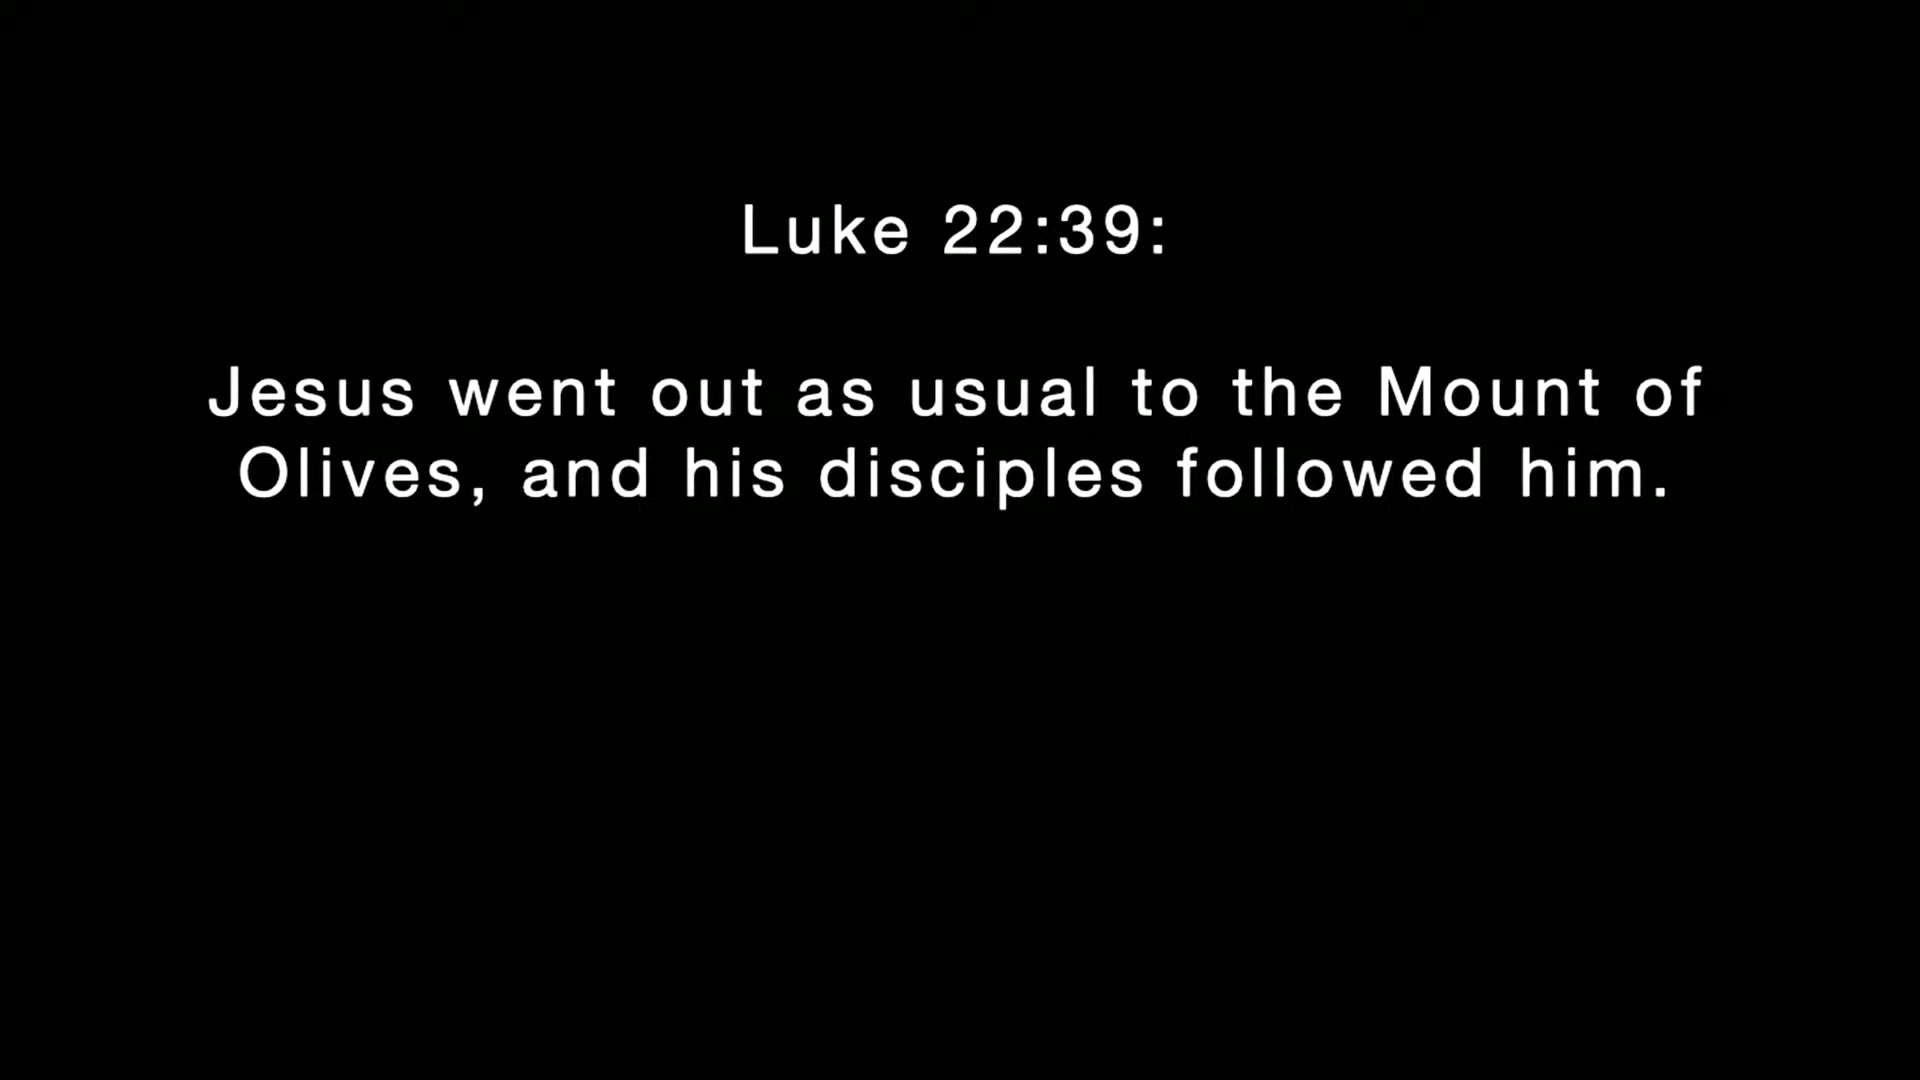 Luke 22:39:
Jesus went out as usual to the Mount of
Olives, and his disciples followed him.